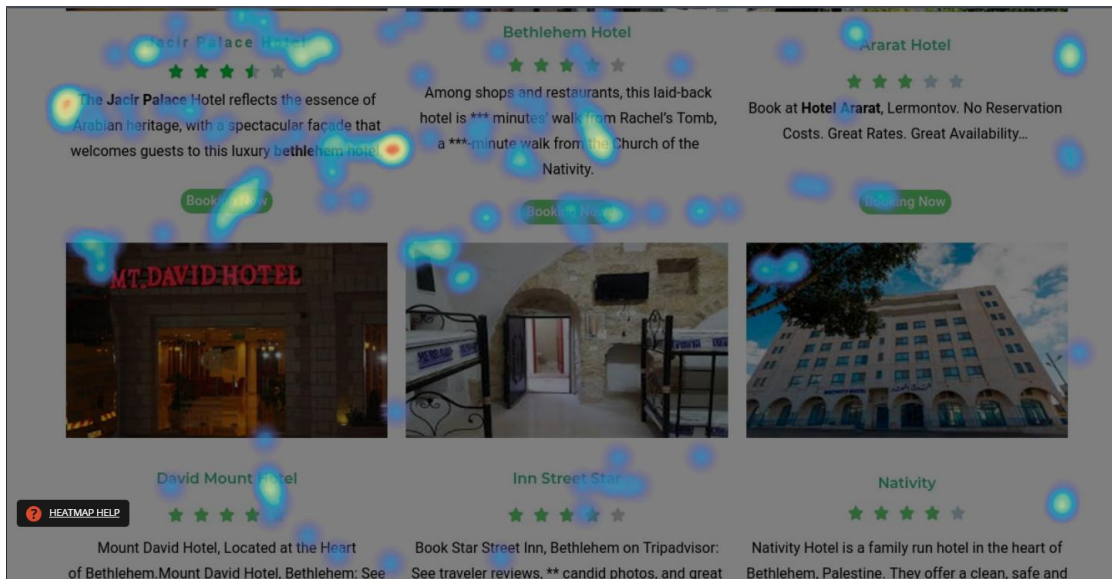 Jacir Palace Hotel
The Jacir Palace Hotel reflects the essence of
Arabian heritage, with a spectacular façade that
welcomes guests to this luxury bethlehem hotel.
Booking Now
Bethlehem Hotel
Among shops and restaurants, this laid-back
hotel is *** minutes' walk from Rachel's Tomb,
a ***-minute walk from the Church of the
Nativity.
Booking Now
Ararat Hotel
Book at Hotel Ararat, Lermontov. No Reservation
Costs. Great Rates. Great Availability…
Booking Now
MT.DAVID HOTEL
David Mount Hotel
Mount David Hotel, Located at the Heart
of Bethlehem.Mount David Hotel, Bethlehem: See
Inn Street Star
Book Star Street Inn, Bethlehem on Tripadvisor:
See traveler reviews, ** candid photos, and great
Nativity
Nativity Hotel is a family run hotel in the heart of
Bethlehem, Palestine. They offer a clean, safe and
? HEATMAP HELP